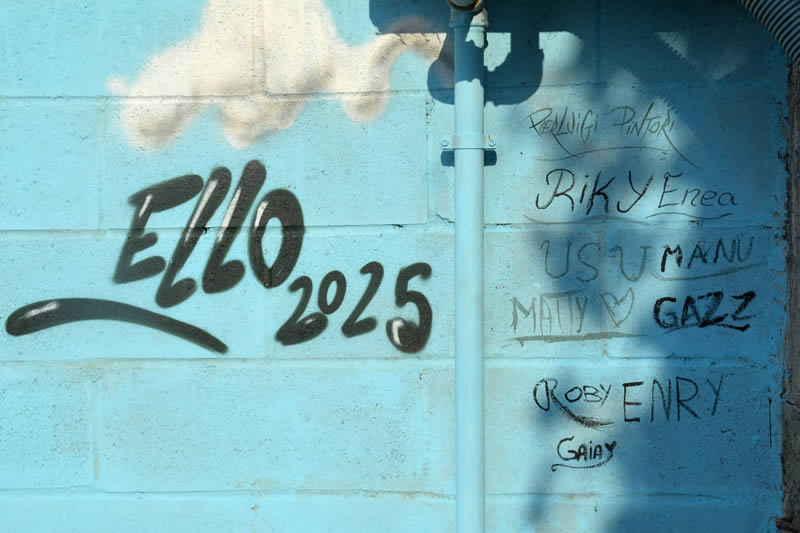 ELLO
2025
PIERLUIGI PINTORI
RIKY Enea
USU MANU
MATTY GAZZ
ROBY ENRY
GAIAY